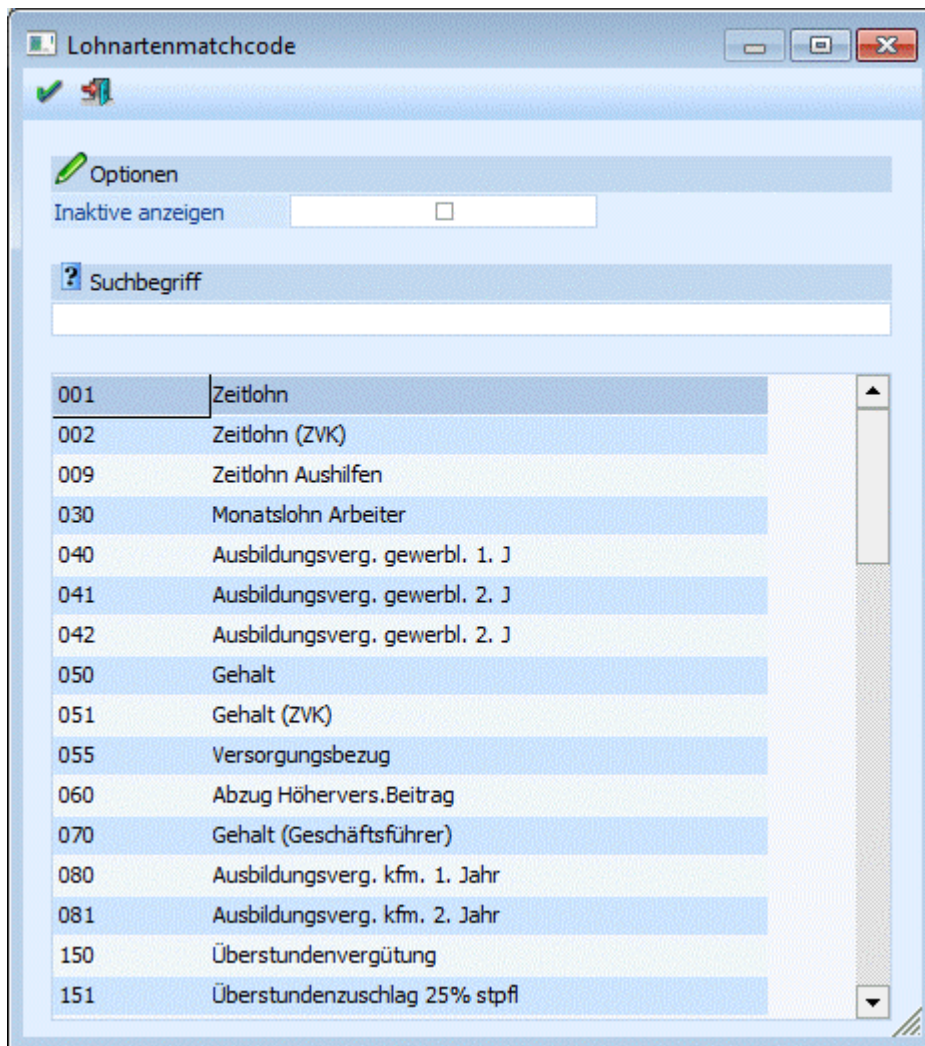 Lohnartenmatchcode
Optionen
Inaktive anzeigen
Suchbegriff
001 Zeitlohn
002 Zeitlohn (ZVK)
009 Zeitlohn Aushilfen
030 Monatslohn Arbeiter
040 Ausbildungsverg. gewerbl. 1. J
041 Ausbildungsverg. gewerbl. 2. J
042 Ausbildungsverg. gewerbl. 2. J
050 Gehalt
051 Gehalt (ZVK)
055 Versorgungsbezug
060 Abzug Höhervers.Beitrag
070 Gehalt (Geschäftsführer)
080 Ausbildungsverg. kfm. 1. Jahr
081 Ausbildungsverg. kfm. 2. Jahr
150 Überstundenvergütung
151 Überstundenzuschlag 25% stpfl